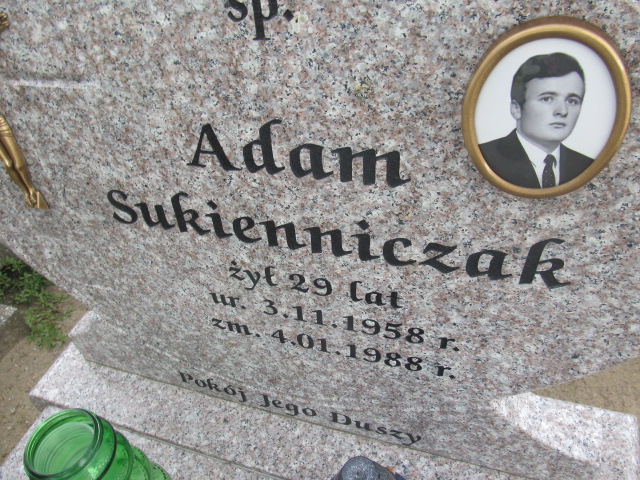 śp.
Adam
Sukienniczak
żył 29 lat
ur. 3.11.1958 r.
zm. 4.01.1988 r.
Pokój Jego Duszy